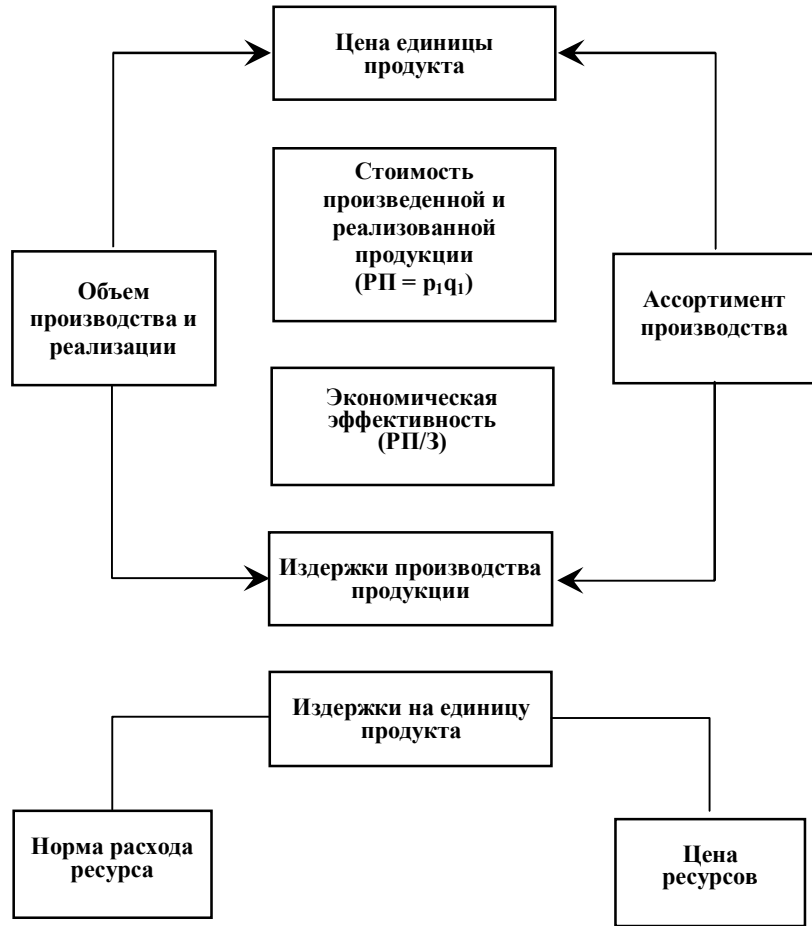 Цена единицы
продукта
Стоимость
произведенной и
реализованной
продукции
(РП = p₁q₁)
Объем
производства и
реализации
Ассортимент
производства
Экономическая
эффективность
(РП/З)
Издержки производства
продукции
Издержки на единицу
продукта
Норма расхода
ресурса
Цена
ресурсов